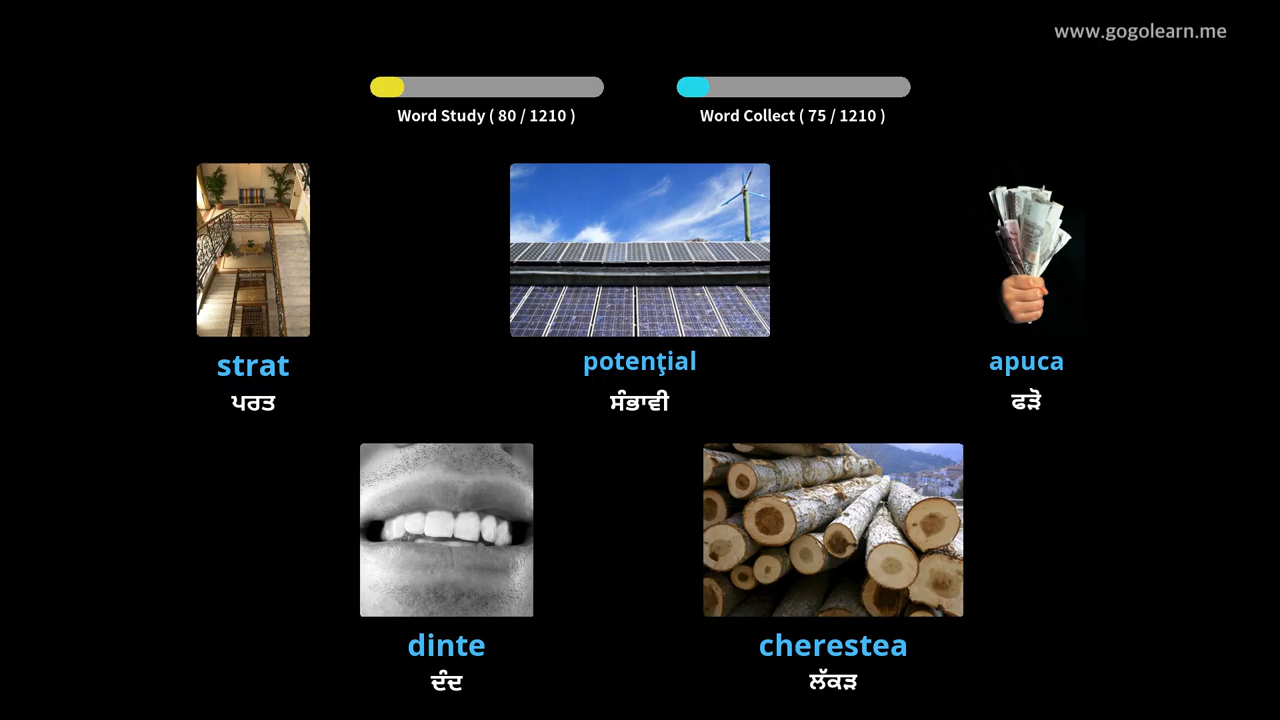 www.gogolearn.me
Word Study ( 80 / 1210 )
Word Collect ( 75 / 1210 )
strat
ਪਰਤ
potenţial
ਸੰਭਾਵੀ
apuca
ਫੜੋ
dinte
ਦੰਦ
cherestea
ਲੱਕੜ